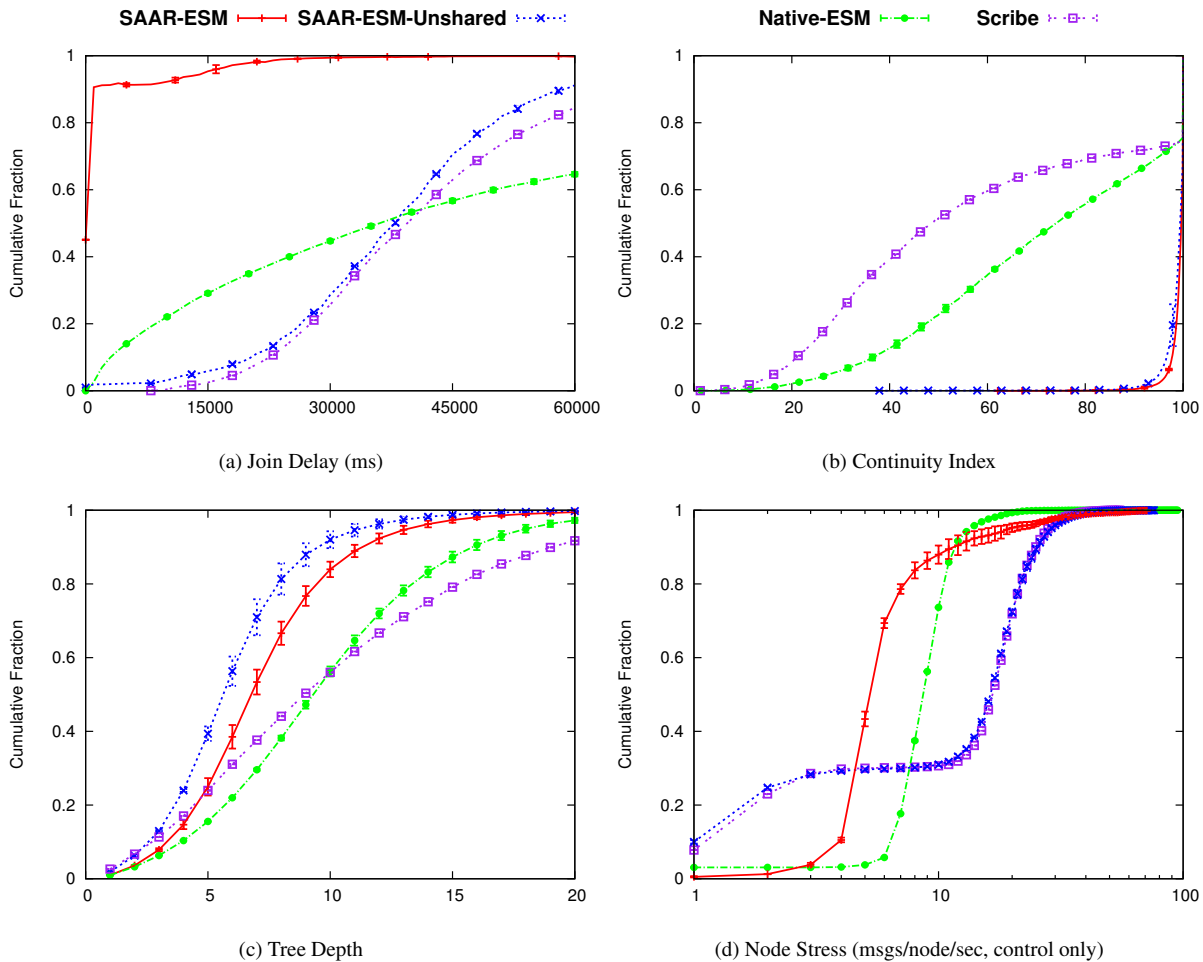 SAAR-ESM SAAR-ESM-Unshared Native-ESM Scribe
1
0.8
0.6
0.4
0.2
0
Cumulative Fraction
0 15000 30000 45000 60000
(a) Join Delay (ms)
1
0.8
0.6
0.4
0.2
0
Cumulative Fraction
0 20 40 60 80 100
(b) Continuity Index
1
0.8
0.6
0.4
0.2
0
Cumulative Fraction
0 5 10 15 20
(c) Tree Depth
1
0.8
0.6
0.4
0.2
0
Cumulative Fraction
1 10 100
(d) Node Stress (msgs/node/sec, control only)